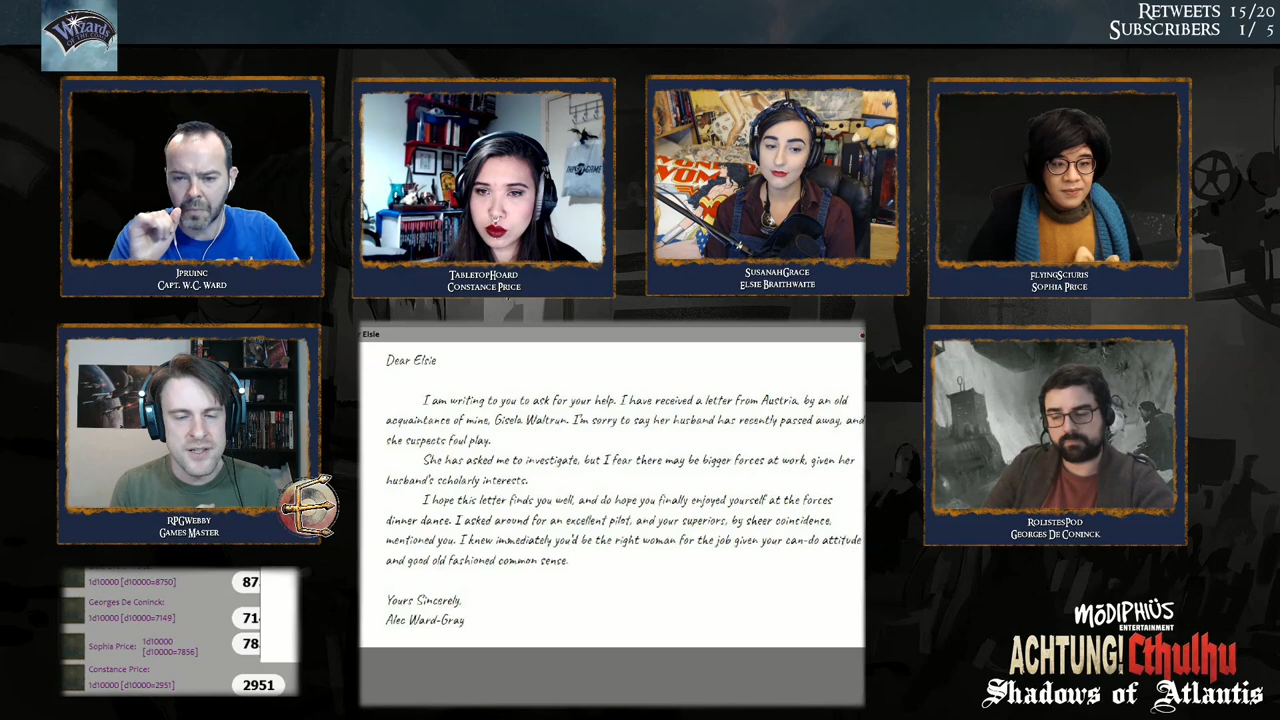 Retweets 15/20
Subscribers 1/ 5
Wizards
OF THE COAST
Jpruinc
Capt. W.C. Ward
TabletopHoard
Constance Price
SusanahGrace
Elsie Braithwaite
FlyingSciuris
Sophia Price
RPGWebby
Games Master
Elsie
Dear Elsie
I am writing to you to ask for your help. I have received a letter from Austria, by an old
acquaintance of mine, Gisela Waltrun. I'm sorry to say her husband has recently passed away, and
she suspects foul play.
She has asked me to investigate, but I fear there may be bigger forces at work, given her
husband's scholarly interests.
I hope this letter finds you well, and do hope you finally enjoyed yourself at the forces
dinner dance. I asked around for an excellent pilot, and your superiors, by sheer coincidence,
mentioned you. I knew immediately you'd be the right woman for the job given your can-do attitude
and good old fashioned common sense.
Yours Sincerely,
Alec Ward-Gray
RolistesPod
Georges De Coninck
1d10000 [d10000=8750]
87
Georges De Coninck:
1d10000 [d10000=7149]
71
Sophia Price: 1d10000
[d10000=7856]
78
Constance Price:
1d10000 [d10000=2951]
2951
MÖDIPHIÜS
ENTERTAINMENT
ACHTUNG! Cthulhu
Shadows of Atlantis